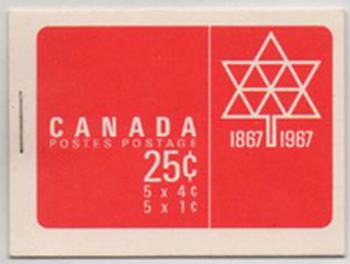 CANADA
POSTES POSTAGE
25¢
5 x 4¢
5 x 1¢
1867 1967